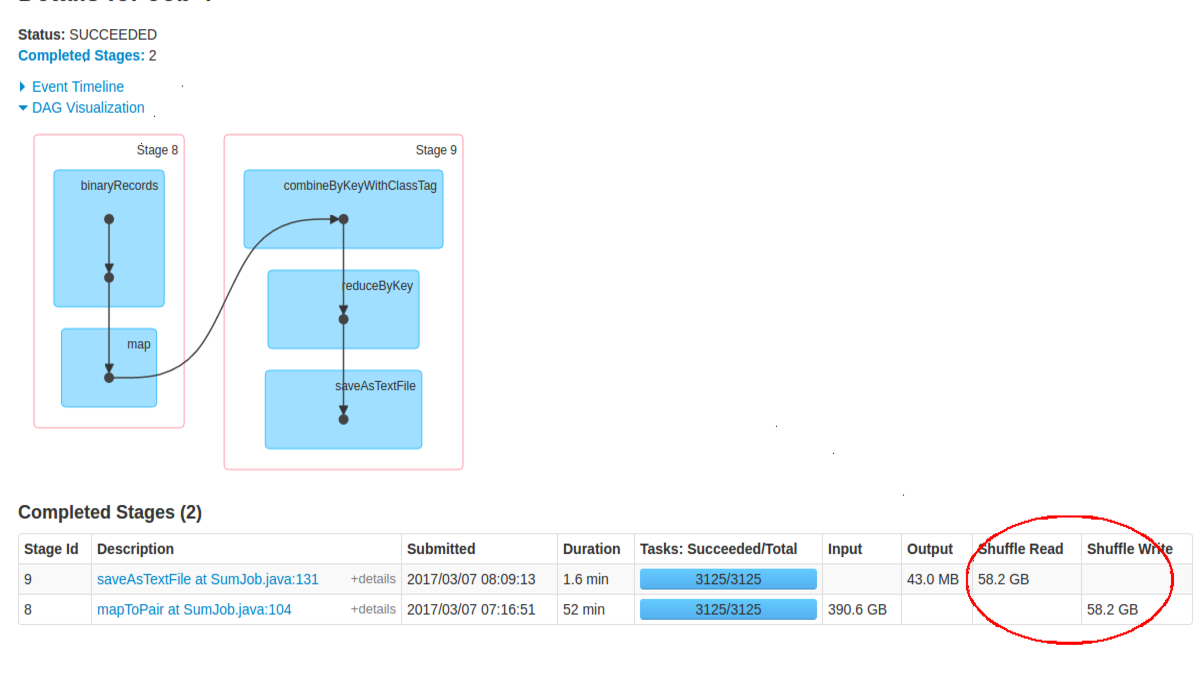 Status: SUCCEEDED
Completed Stages: 2
Event Timeline
DAG Visualization
Stage 8
binaryRecords
map
Stage 9
combineByKeyWithClassTag
reduceByKey
saveAsTextFile
Completed Stages (2)
Stage Id Description Submitted Duration Tasks: Succeeded/Total Input Output Shuffle Read Shuffle Write
9 saveAsTextFile at SumJob.java:131 +details 2017/03/07 08:09:13 1.6 min 3125/3125 43.0 MB 58.2 GB
8 mapToPair at SumJob.java:104 +details 2017/03/07 07:16:51 52 min 3125/3125 390.6 GB 58.2 GB